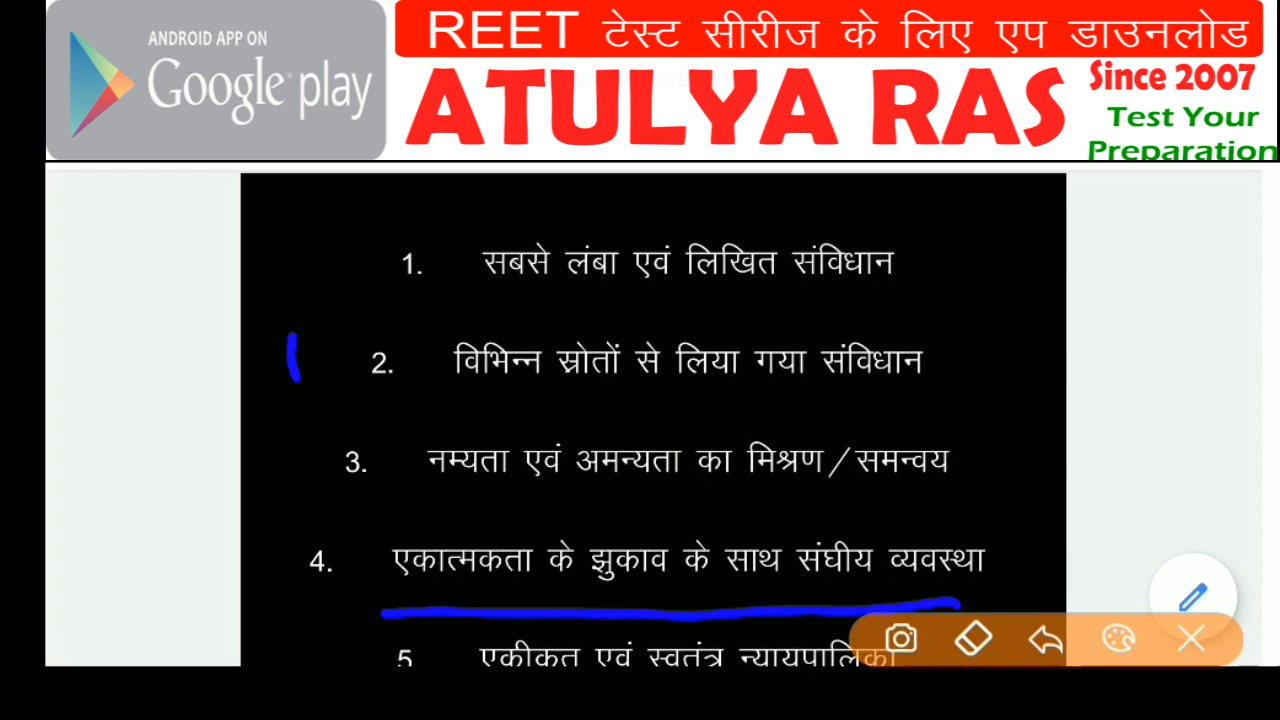 ANDROID APP ON
Google play
REET टेस्ट सीरीज के लिए एप डाउनलोड
ATULYA RAS
Since 2007
Test Your
Preparation
1. सबसे लंबा एवं लिखित संविधान
2. विभिन्न स्रोतों से लिया गया संविधान
3. नम्यता एवं अनम्यता का मिश्रण/समन्वय
4. एकात्मकता के झुकाव के साथ संघीय व्यवस्था
5 एकीकृत एवं स्वतंत्र न्यायपालिका